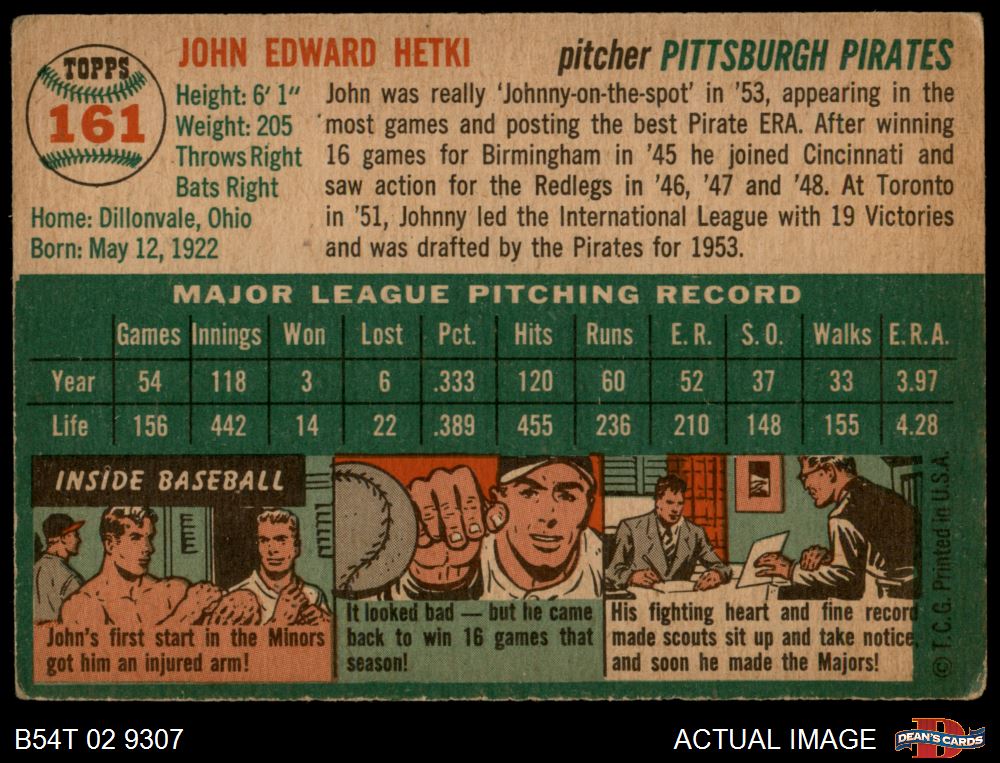 TOPPS
161
JOHN EDWARD HETKI
pitcher PITTSBURGH PIRATES
Height: 6' 1"
Weight: 205
Throws Right
Bats Right
Home: Dillonvale, Ohio
Born: May 12, 1922
John was really 'Johnny-on-the-spot' in '53, appearing in the
most games and posting the best Pirate ERA. After winning
16 games for Birmingham in '45 he joined Cincinnati and
saw action for the Redlegs in '46, '47 and '48. At Toronto
in '51, Johnny led the International League with 19 Victories
and was drafted by the Pirates for 1953.
MAJOR LEAGUE PITCHING RECORD
Games Innings Won Lost Pct. Hits Runs E. R. S. O. Walks E.R.A.
Year 54 118 3 6 .333 120 60 52 37 33 3.97
Life 156 442 14 22 .389 455 236 210 148 155 4.28
INSIDE BASEBALL
John's first start in the Minors
got him an injured arm!
It looked bad — but he came
back to win 16 games that
season!
His fighting heart and fine record
made scouts sit up and take notice,
and soon he made the Majors!
© T. C. G. Printed in U.S.A.
B54T 02 9307
ACTUAL IMAGE
DEAN'S CARDS